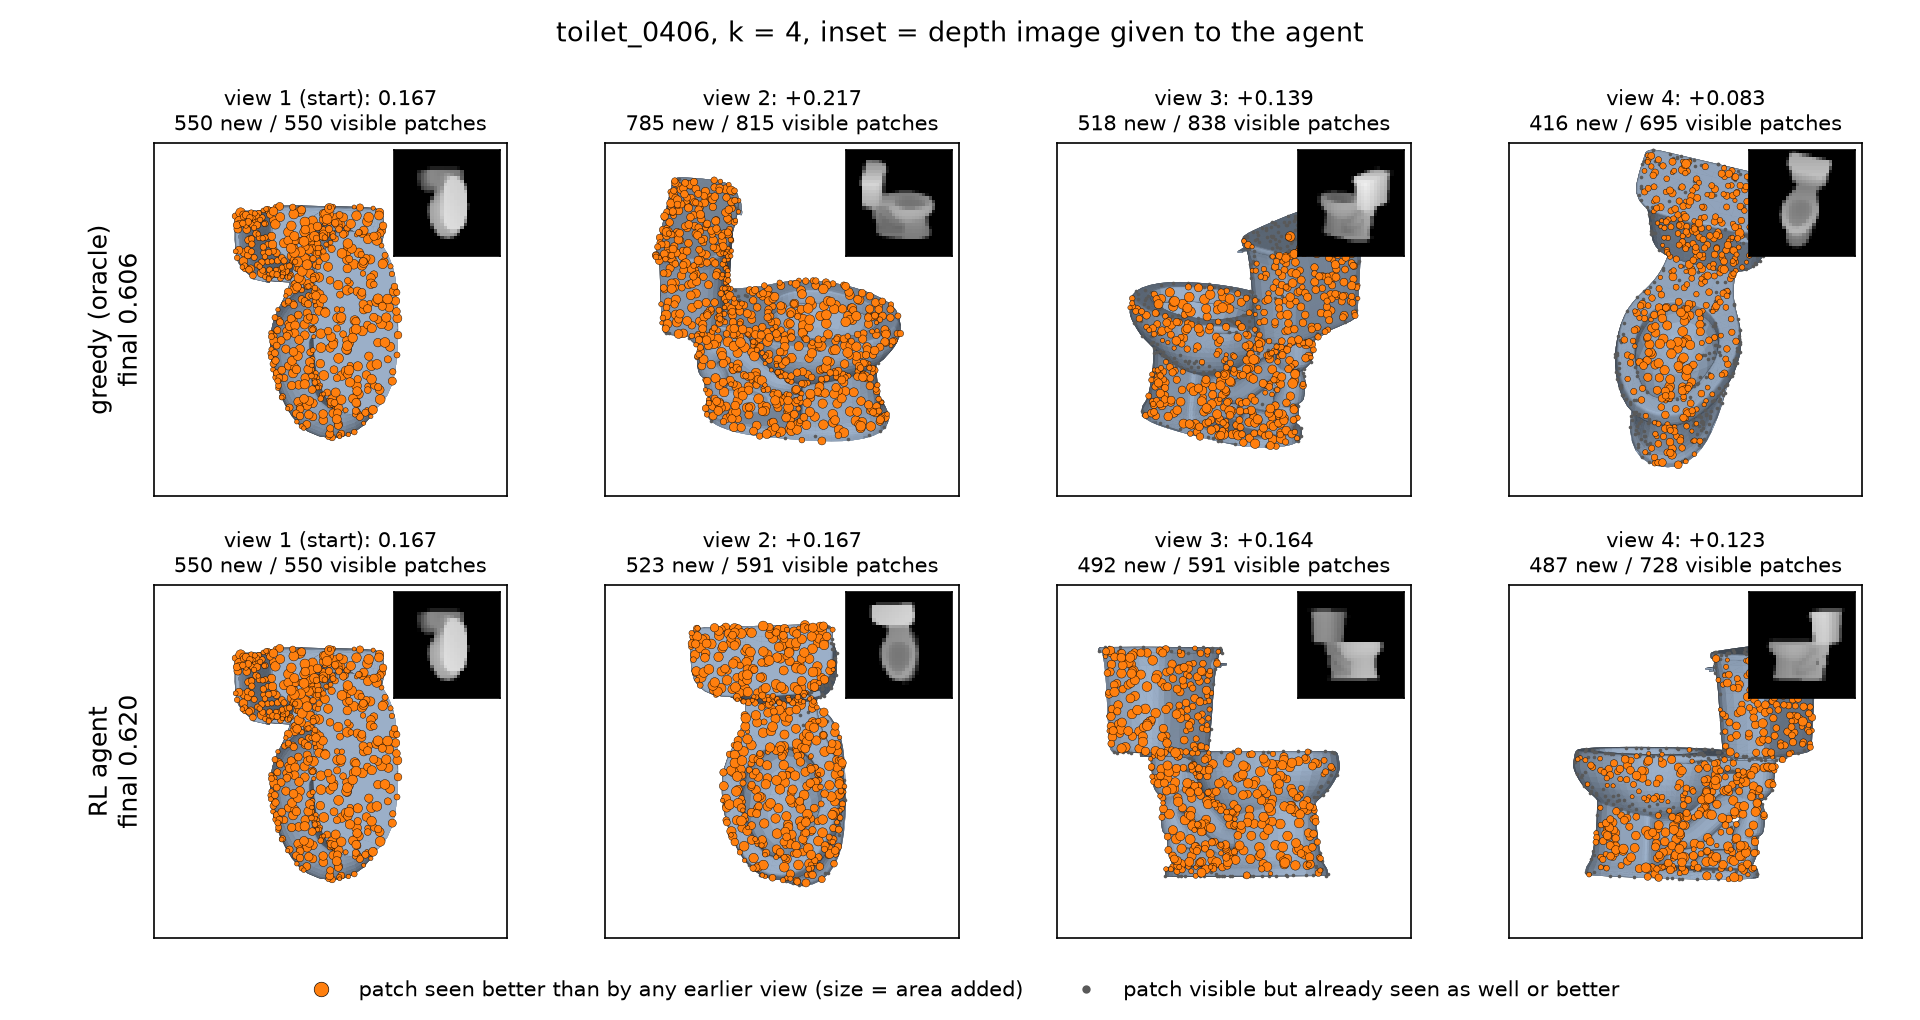 toilet_0406, k = 4, inset = depth image given to the agent
view 1 (start): 0.167
550 new / 550 visible patches
view 2: +0.217
785 new / 815 visible patches
view 3: +0.139
518 new / 838 visible patches
view 4: +0.083
416 new / 695 visible patches
greedy (oracle)
final 0.606
view 1 (start): 0.167
550 new / 550 visible patches
view 2: +0.167
523 new / 591 visible patches
view 3: +0.164
492 new / 591 visible patches
view 4: +0.123
487 new / 728 visible patches
RL agent
final 0.620
patch seen better than by any earlier view (size = area added)
patch visible but already seen as well or better